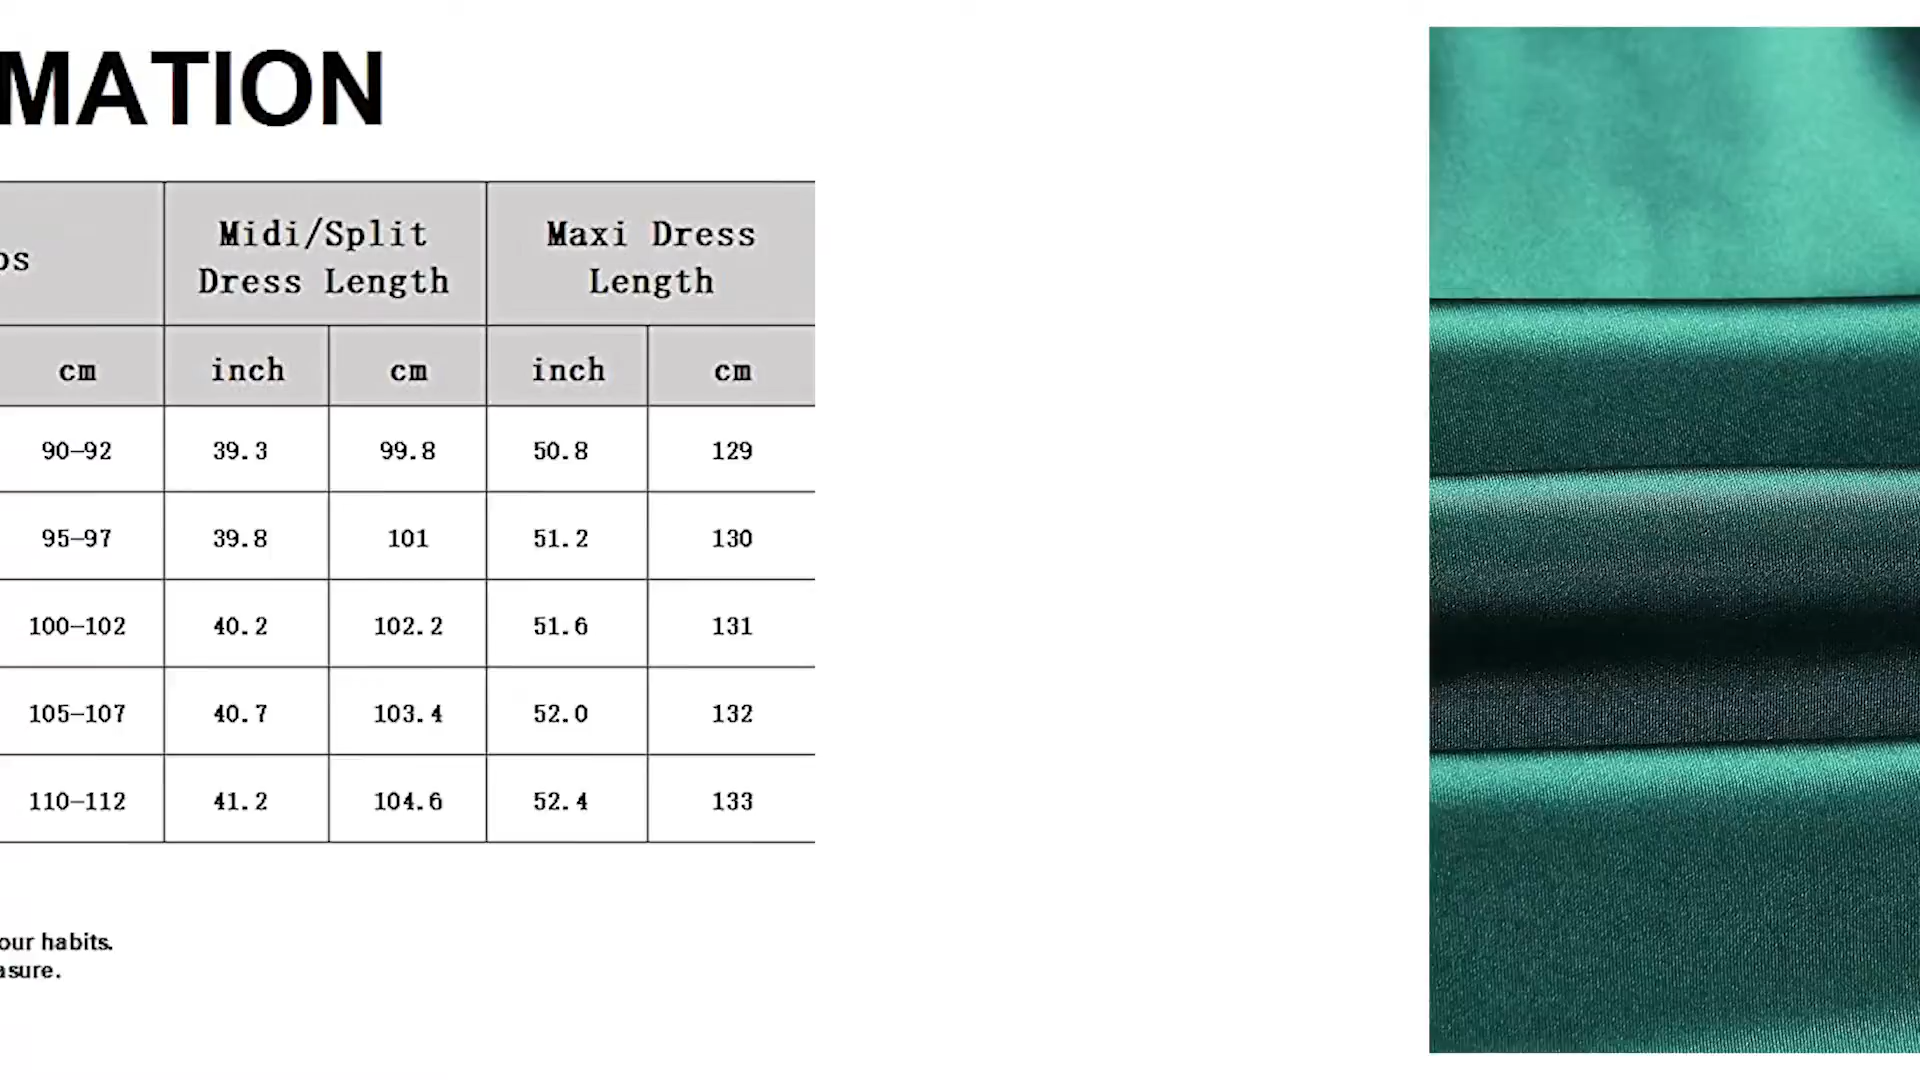 MATION
ps
Midi/Split
Dress Length
Maxi Dress
Length
cm inch cm inch cm
90-92 39.3 99.8 50.8 129
95-97 39.8 101 51.2 130
100-102 40.2 102.2 51.6 131
105-107 40.7 103.4 52.0 132
110-112 41.2 104.6 52.4 133
our habits.
asure.